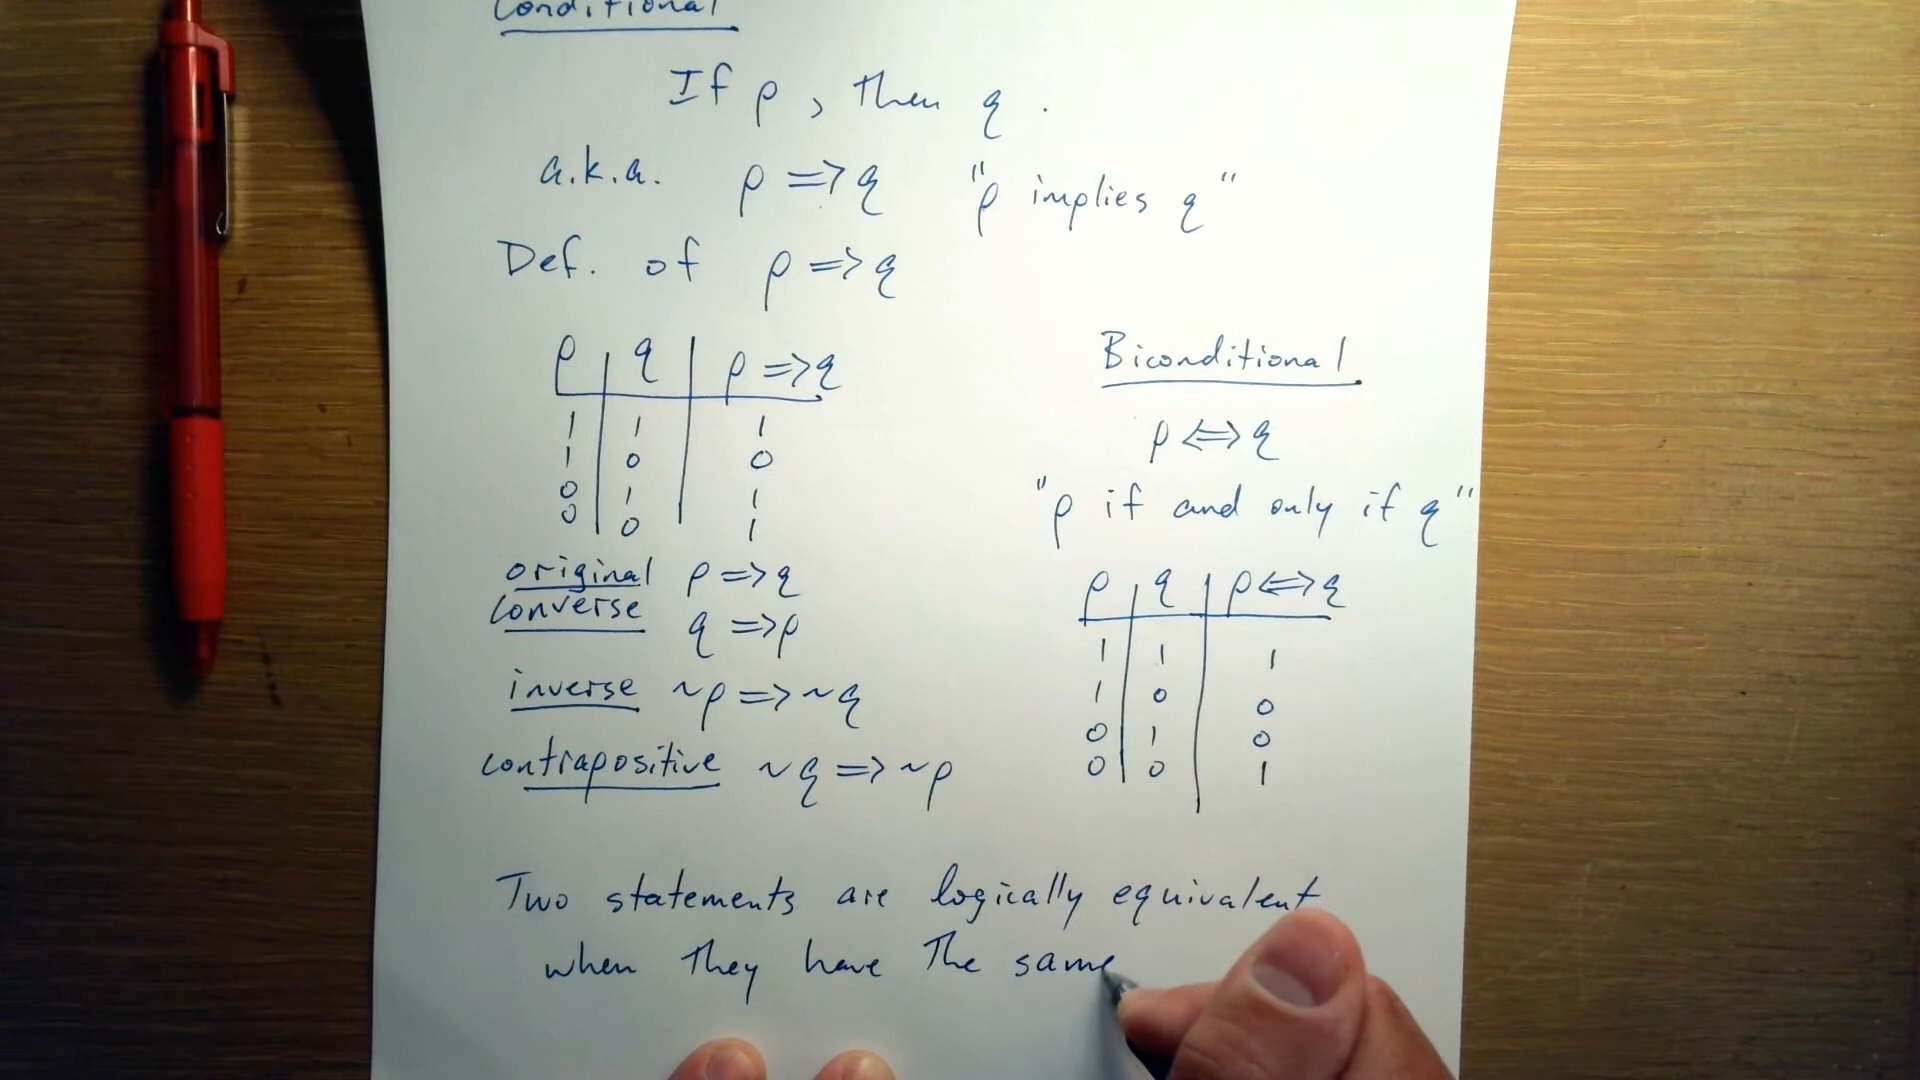 Conditional
If p, then q.
a.k.a. p => q "p implies q"
Def. of p => q
p q p => q
1 1 1
1 0 0
0 1 1
0 0 1
original p => q
converse q => p
inverse ~p => ~q
contrapositive ~q => ~p
Biconditional
p <=> q
"p if and only if q"
p q p <=> q
1 1 1
1 0 0
0 1 0
0 0 1
Two statements are logically equivalent
when they have the same